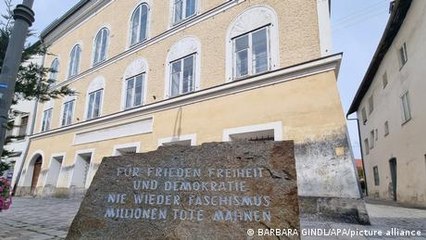 FÜR FRIEDEN FREIHEIT
UND DEMOKRATIE
NIE WIEDER FASCHISMUS
MILLIONEN TOTE MAHNEN
© BARBARA GINDL/APA/picture alliance